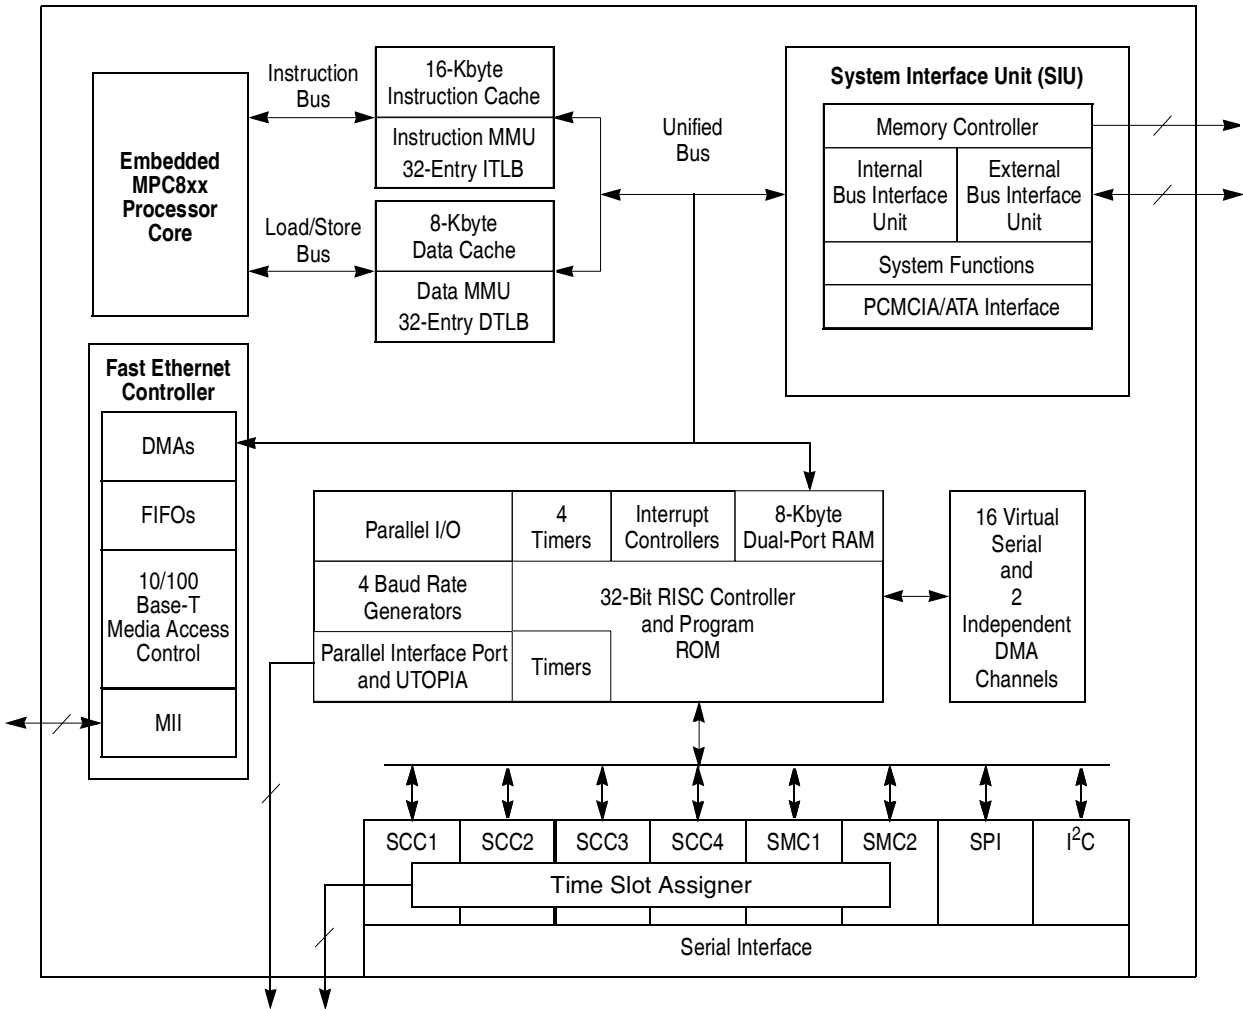 Instruction
Bus
16-Kbyte
Instruction Cache
Instruction MMU
32-Entry ITLB
Embedded
MPC8xx
Processor
Core
Load/Store
Bus
8-Kbyte
Data Cache
Data MMU
32-Entry DTLB
Unified
Bus
System Interface Unit (SIU)
Memory Controller
Internal
Bus Interface
Unit
External
Bus Interface
Unit
System Functions
PCMCIA/ATA Interface
Fast Ethernet
Controller
DMAs
FIFOs
10/100
Base-T
Media Access
Control
MII
Parallel I/O
4
Timers
Interrupt
Controllers
8-Kbyte
Dual-Port RAM
4 Baud Rate
Generators
32-Bit RISC Controller
and Program
ROM
Parallel Interface Port
and UTOPIA
Timers
16 Virtual
Serial
and
2
Independent
DMA
Channels
SCC1
SCC2
SCC3
SCC4
SMC1
SMC2
SPI
I²C
Time Slot Assigner
Serial Interface